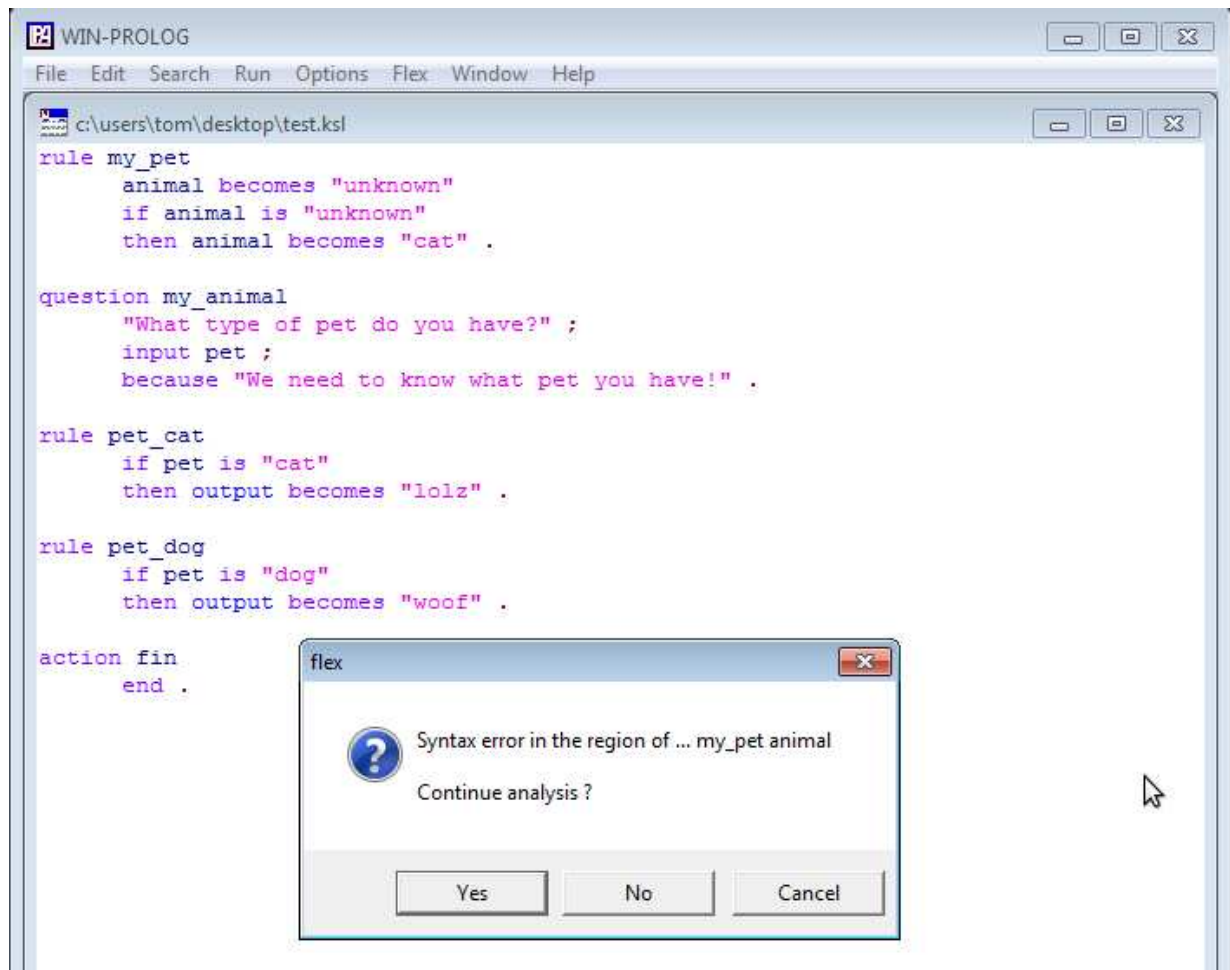 WIN-PROLOG
File Edit Search Run Options Flex Window Help
c:\users\tom\desktop\test.ksl
rule my_pet
animal becomes "unknown"
if animal is "unknown"
then animal becomes "cat" .
question my_animal
"What type of pet do you have?" ;
input pet ;
because "We need to know what pet you have!" .
rule pet_cat
if pet is "cat"
then output becomes "lolz" .
rule pet_dog
if pet is "dog"
then output becomes "woof" .
action fin
end .
flex
Syntax error in the region of ... my_pet animal
Continue analysis ?
Yes No Cancel